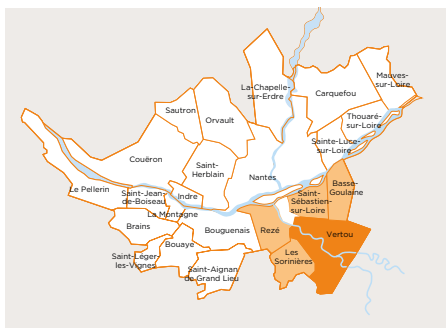 La-Chapelle-
sur-Erdre
Mauves-
sur-Loire
Carquefou
Sautron
Orvault
Thouaré-
sur-Loire
Sainte-Luce-
sur-Loire
Couëron
Saint-
Herblain
Nantes
Le Pellerin
Saint-Jean-
de-Boiseau
Indre
Basse-
Goulaine
Saint-
Sébastien-
sur-Loire
La Montagne
Brains
Bouguenais
Rezé
Vertou
Bouaye
Saint-Léger-
les-Vignes
Les
Sorinières
Saint-Aignan
de Grand Lieu